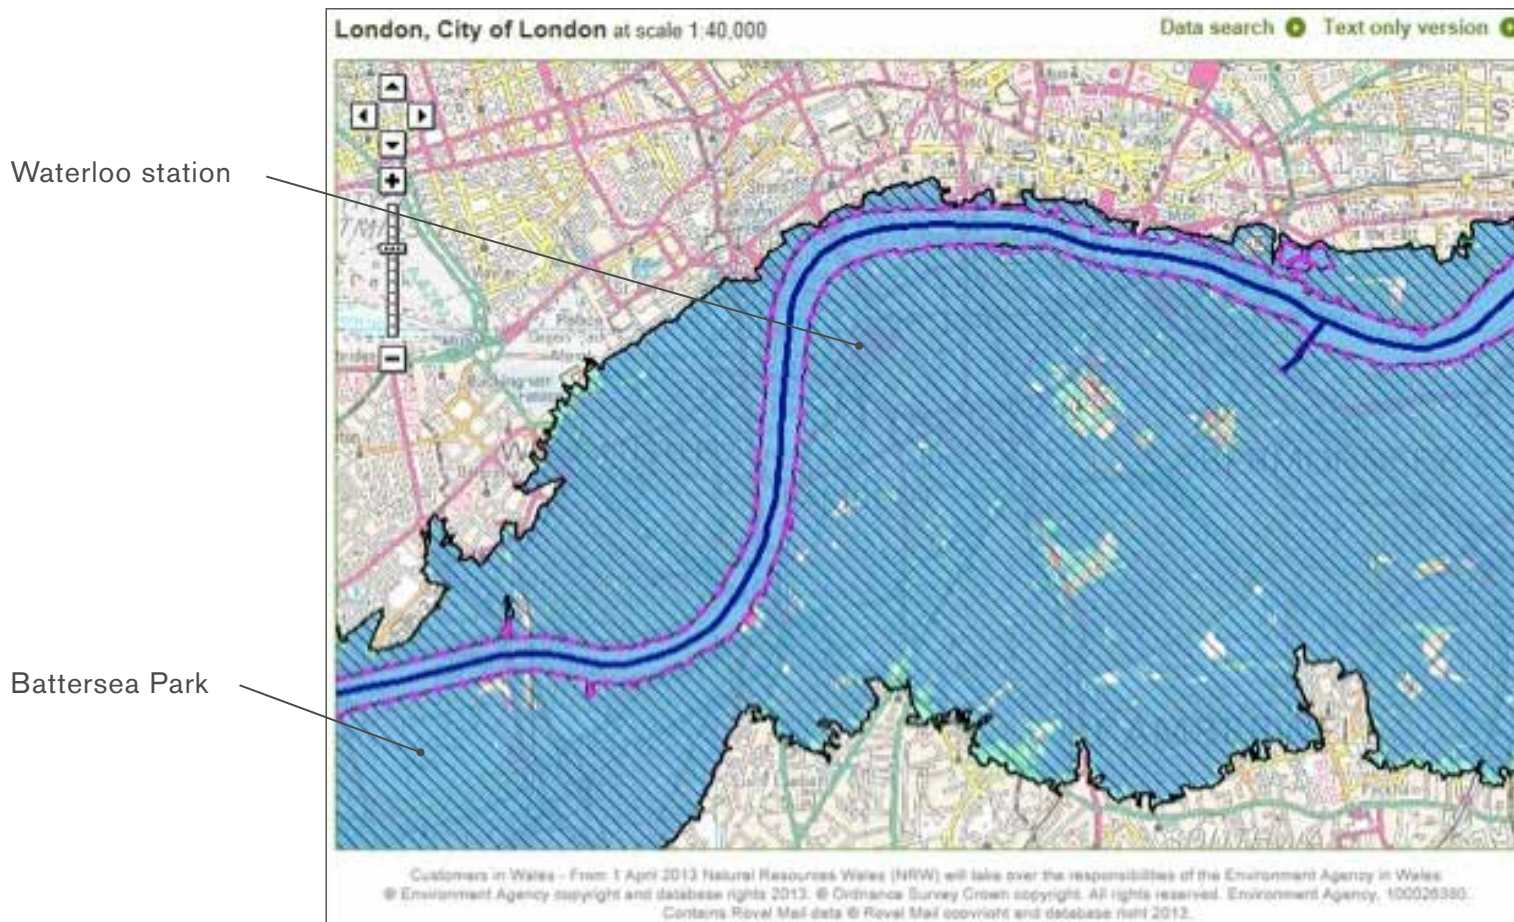 London, City of London at scale 1:40,000
Data search
Text only version
Waterloo station
Battersea Park
Customers in Wales - From 1 April 2013 Natural Resources Wales (NRW) will take over the responsibilities of the Environment Agency in Wales.
© Environment Agency copyright and database rights 2013. © Ordnance Survey Crown copyright. All rights reserved. Environment Agency, 100026380.
Contains Royal Mail data © Royal Mail copyright and database right 2013.